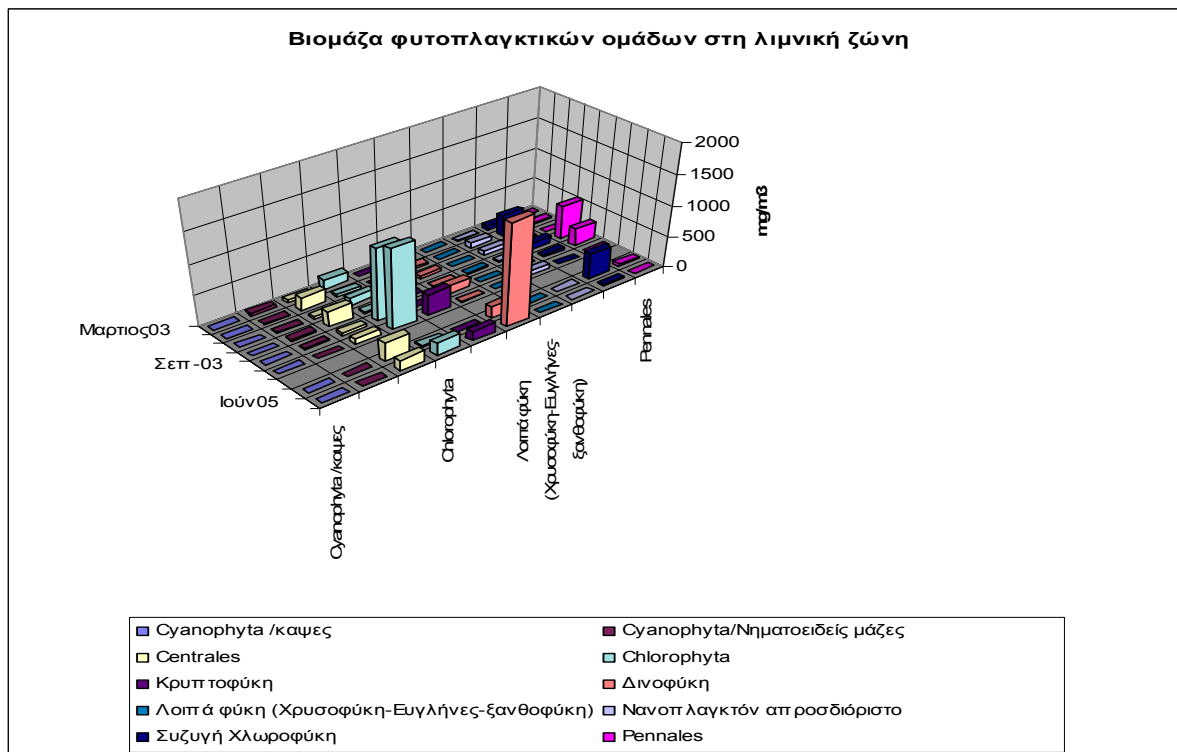 Βιομάζα φυτοπλαγκτικών ομάδων στη λιμνική ζώνη
2000
1500
1000
500
0
mg/m3
Μαρτιος03
Σεπ-03
Ιούν05
Cyanophyta /καψες
Chlorophyta
Λοιπά φύκη
(Χρυσοφύκη-Ευγλήνες-
ξανθοφύκη)
Pennales
Cyanophyta /καψες
Cyanophyta/Νηματοειδείς μάζες
Centrales
Chlorophyta
Κρυπτοφύκη
Δινοφύκη
Λοιπά φύκη (Χρυσοφύκη-Ευγλήνες-ξανθοφύκη)
Νανοπλαγκτόν απροσδιόριστο
Συζυγή Χλωροφύκη
Pennales